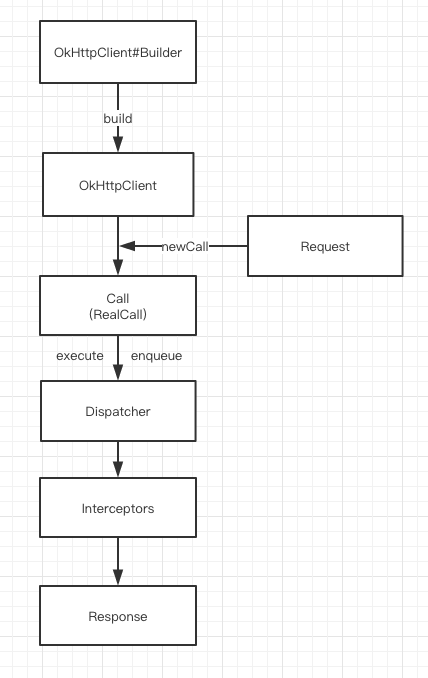 OkHttpClient#Builder
build
OkHttpClient
newCall
Request
Call
(RealCall)
execute
enqueue
Dispatcher
Interceptors
Response